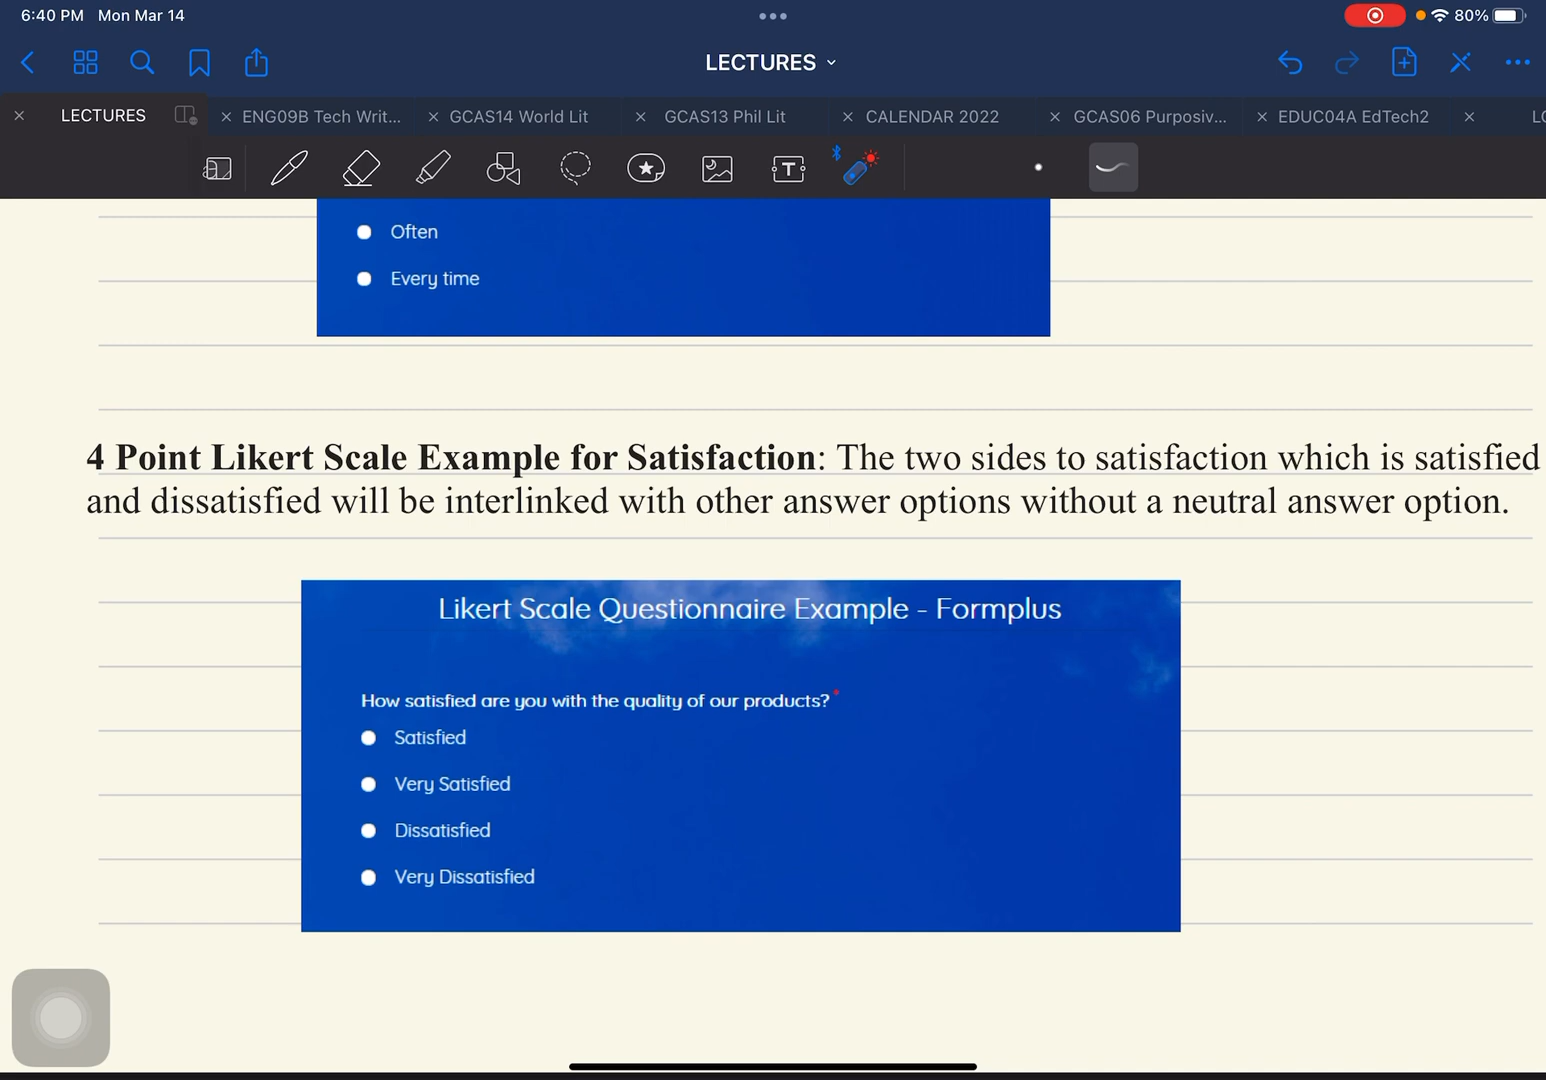 6:40 PM Mon Mar 14
80%
LECTURES
LECTURES
ENG09B Tech Writ...
GCAS14 World Lit
GCAS13 Phil Lit
CALENDAR 2022
GCAS06 Purposiv...
EDUC04A EdTech2
Often
Every time
4 Point Likert Scale Example for Satisfaction: The two sides to satisfaction which is satisfied
and dissatisfied will be interlinked with other answer options without a neutral answer option.
Likert Scale Questionnaire Example - Formplus
How satisfied are you with the quality of our products?*
Satisfied
Very Satisfied
Dissatisfied
Very Dissatisfied